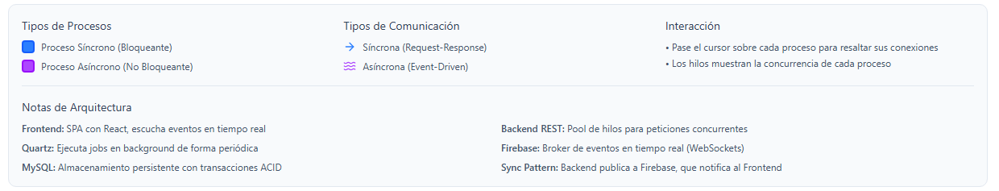 Tipos de Procesos
Proceso Síncrono (Bloqueante)
Proceso Asíncrono (No Bloqueante)
Tipos de Comunicación
Síncrona (Request-Response)
Asíncrona (Event-Driven)
Interacción
• Pase el cursor sobre cada proceso para resaltar sus conexiones
• Los hilos muestran la concurrencia de cada proceso
Notas de Arquitectura
Frontend: SPA con React, escucha eventos en tiempo real
Backend REST: Pool de hilos para peticiones concurrentes
Quartz: Ejecuta jobs en background de forma periódica
Firebase: Broker de eventos en tiempo real (WebSockets)
MySQL: Almacenamiento persistente con transacciones ACID
Sync Pattern: Backend publica a Firebase, que notifica al Frontend